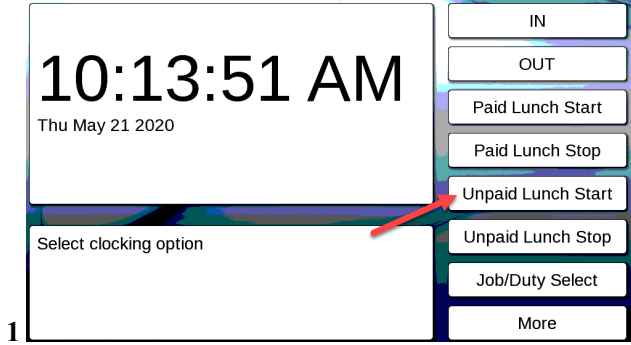 10:13:51 AM
Thu May 21 2020
Select clocking option
IN
OUT
Paid Lunch Start
Paid Lunch Stop
Unpaid Lunch Start
Unpaid Lunch Stop
Job/Duty Select
More
1